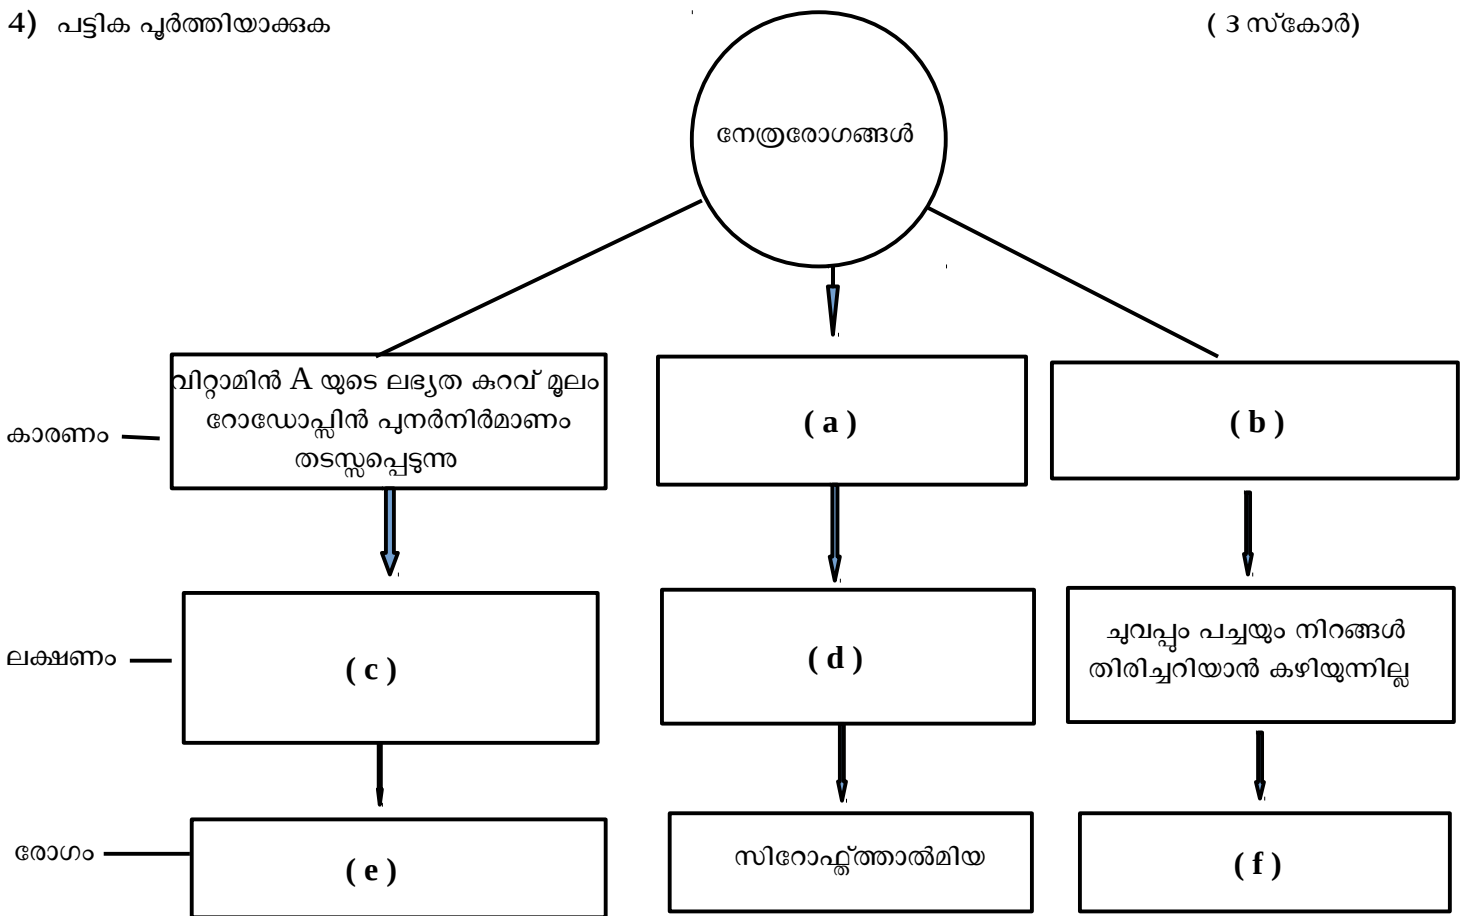 4) പട്ടിക പൂർത്തിയാക്കുക ( 3 സ്കോർ)
നേത്രരോഗങ്ങൾ
കാരണം
വിറ്റാമിൻ A യുടെ ലഭ്യത കുറവ് മൂലം
റോഡോപ്സിൻ പുനർനിർമാണം
തടസ്സപ്പെടുന്നു
( a )
( b )
ലക്ഷണം
( c )
( d )
ചുവപ്പും പച്ചയും നിറങ്ങൾ
തിരിച്ചറിയാൻ കഴിയുന്നില്ല
രോഗം
( e )
സിറോഫ്ത്ത്താൽമിയ
( f )